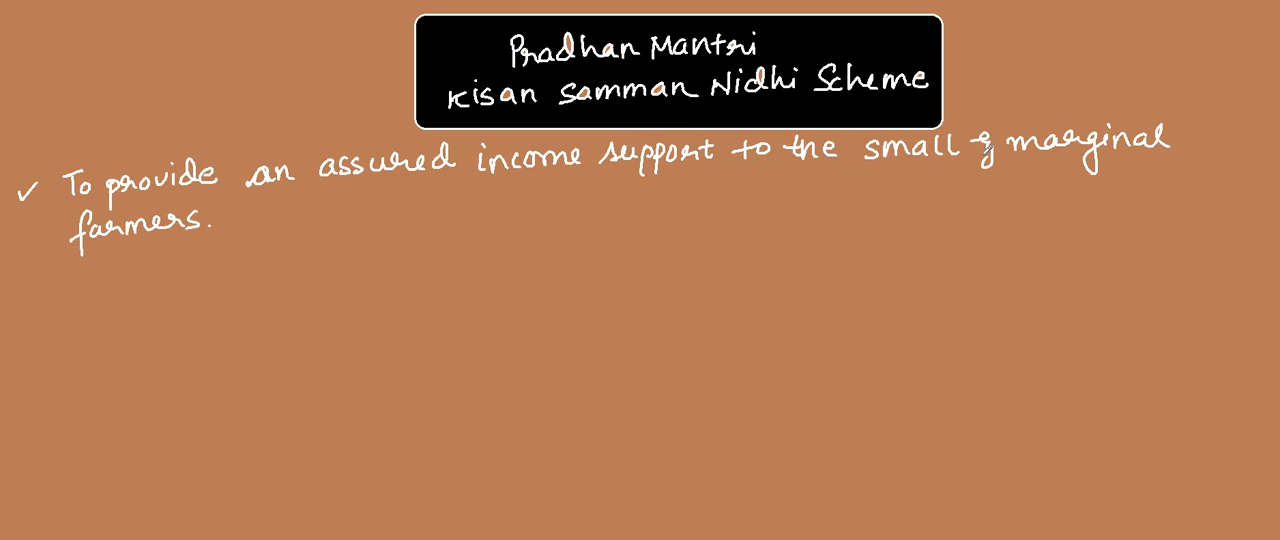 Pradhan Mantri
Kisan Samman Nidhi Scheme
✓ To provide an assured income support to the small & marginal
farmers.